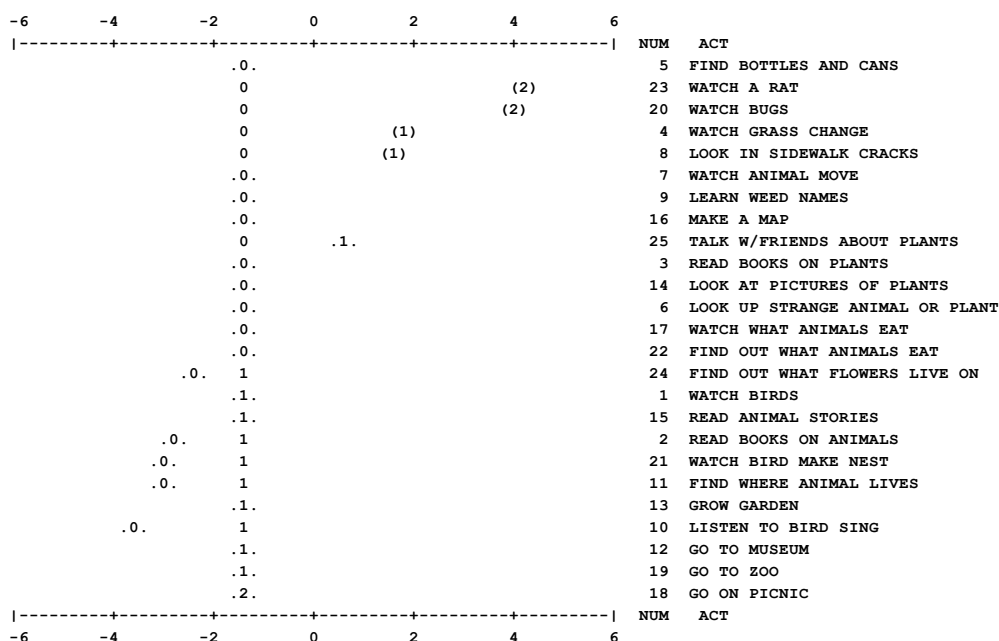 -6 -4 -2 0 2 4 6
|---------+---------+---------+---------+---------+---------| NUM ACT
.0. 5 FIND BOTTLES AND CANS
0 (2) 23 WATCH A RAT
0 (2) 20 WATCH BUGS
0 (1) 4 WATCH GRASS CHANGE
0 (1) 8 LOOK IN SIDEWALK CRACKS
.0. 7 WATCH ANIMAL MOVE
.0. 9 LEARN WEED NAMES
.0. 16 MAKE A MAP
0 .1. 25 TALK W/FRIENDS ABOUT PLANTS
.0. 3 READ BOOKS ON PLANTS
.0. 14 LOOK AT PICTURES OF PLANTS
.0. 6 LOOK UP STRANGE ANIMAL OR PLANT
.0. 17 WATCH WHAT ANIMALS EAT
.0. 22 FIND OUT WHAT ANIMALS EAT
.0. 1 24 FIND OUT WHAT FLOWERS LIVE ON
.1. 1 WATCH BIRDS
.1. 15 READ ANIMAL STORIES
.0. 1 2 READ BOOKS ON ANIMALS
.0. 1 21 WATCH BIRD MAKE NEST
.0. 1 11 FIND WHERE ANIMAL LIVES
.1. 13 GROW GARDEN
.0. 1 10 LISTEN TO BIRD SING
.1. 12 GO TO MUSEUM
.1. 19 GO TO ZOO
.2. 18 GO ON PICNIC
|---------+---------+---------+---------+---------+---------| NUM ACT
-6 -4 -2 0 2 4 6